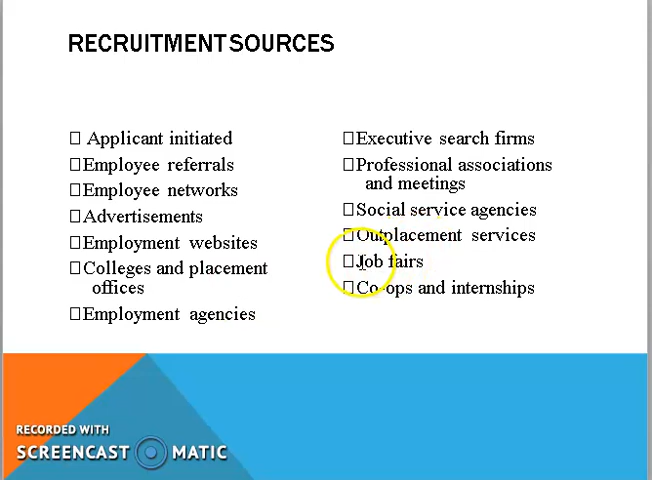 RECRUITMENT SOURCES
Applicant initiated
Employee referrals
Employee networks
Advertisements
Employment websites
Colleges and placement
offices
Employment agencies
Executive search firms
Professional associations
and meetings
Social service agencies
Outplacement services
Job fairs
Co-ops and internships
RECORDED WITH
SCREENCAST MATIC